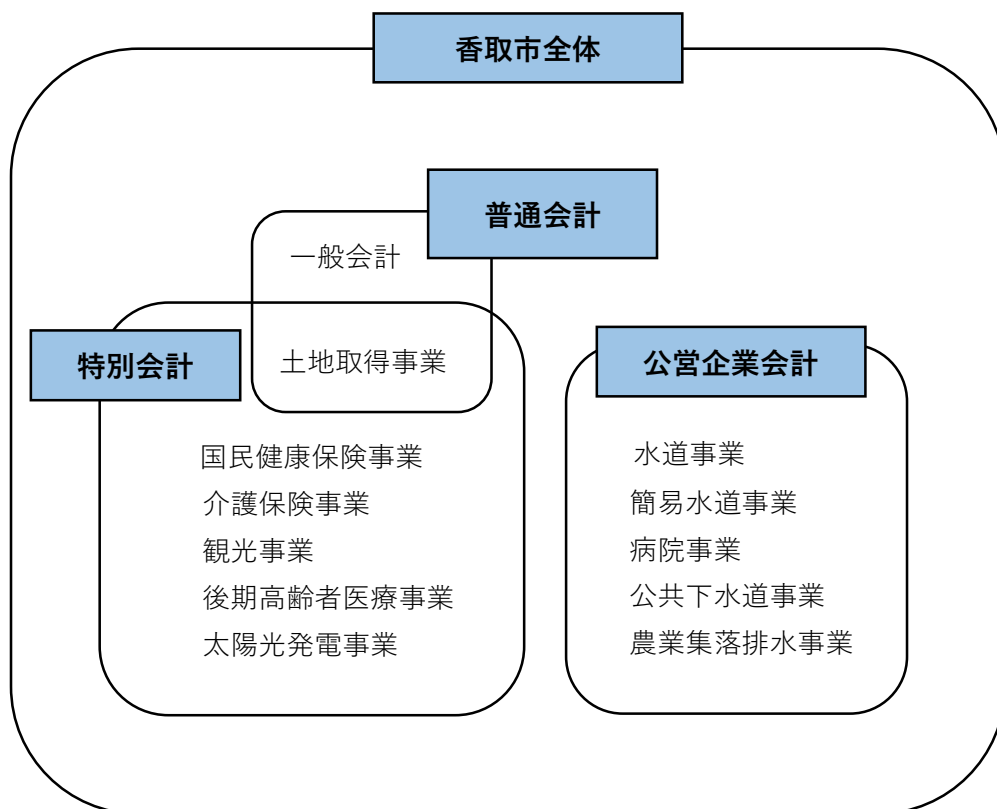 香取市全体
普通会計
一般会計
特別会計
土地取得事業
国民健康保険事業
介護保険事業
観光事業
後期高齢者医療事業
太陽光発電事業
公営企業会計
水道事業
簡易水道事業
病院事業
公共下水道事業
農業集落排水事業